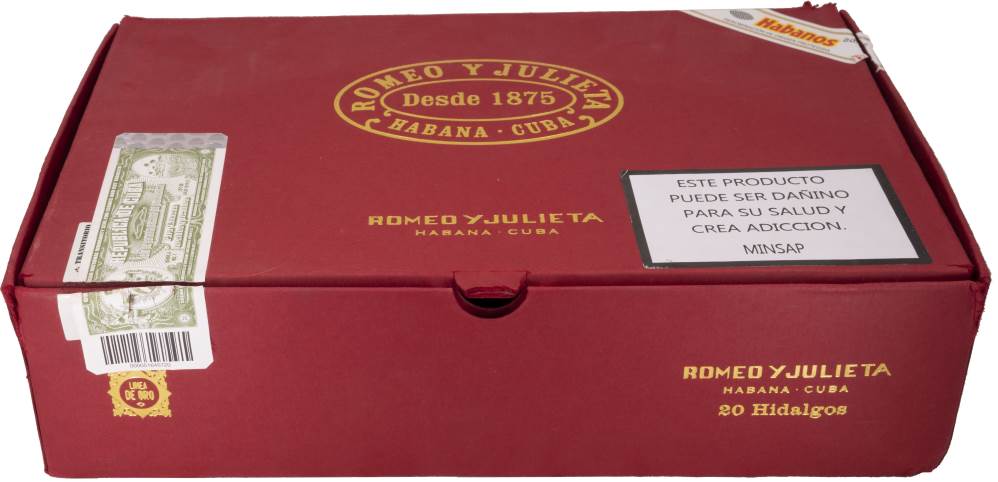 Habanos
ROMEO Y JULIETA
Desde 1875
HABANA · CUBA
ESTE PRODUCTO
PUEDE SER DAÑINO
PARA SU SALUD Y
CREA ADICCION.
MINSAP
ROMEO Y JULIETA
HABANA · CUBA
REPUBLICA DE CUBA
LINEA
DE ORO
ROMEO Y JULIETA
HABANA · CUBA
20 Hidalgos